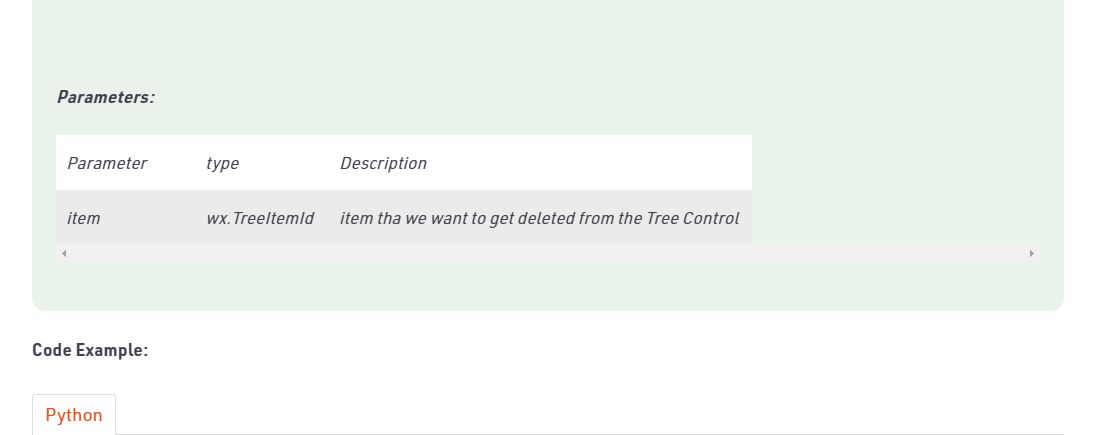 Parameters:
Parameter type Description
item wx.TreeItemId item tha we want to get deleted from the Tree Control
Code Example:
Python